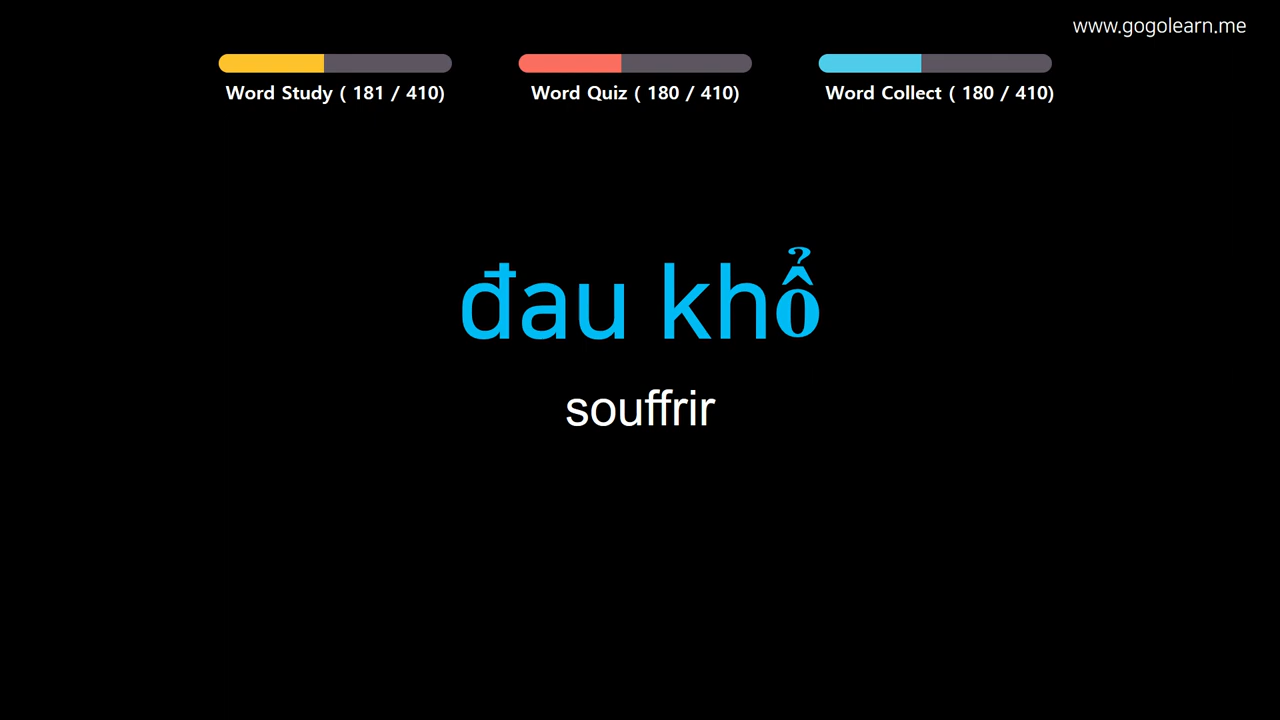 www.gogolearn.me
Word Study ( 181 / 410)
Word Quiz ( 180 / 410)
Word Collect ( 180 / 410)
đau khổ
souffrir